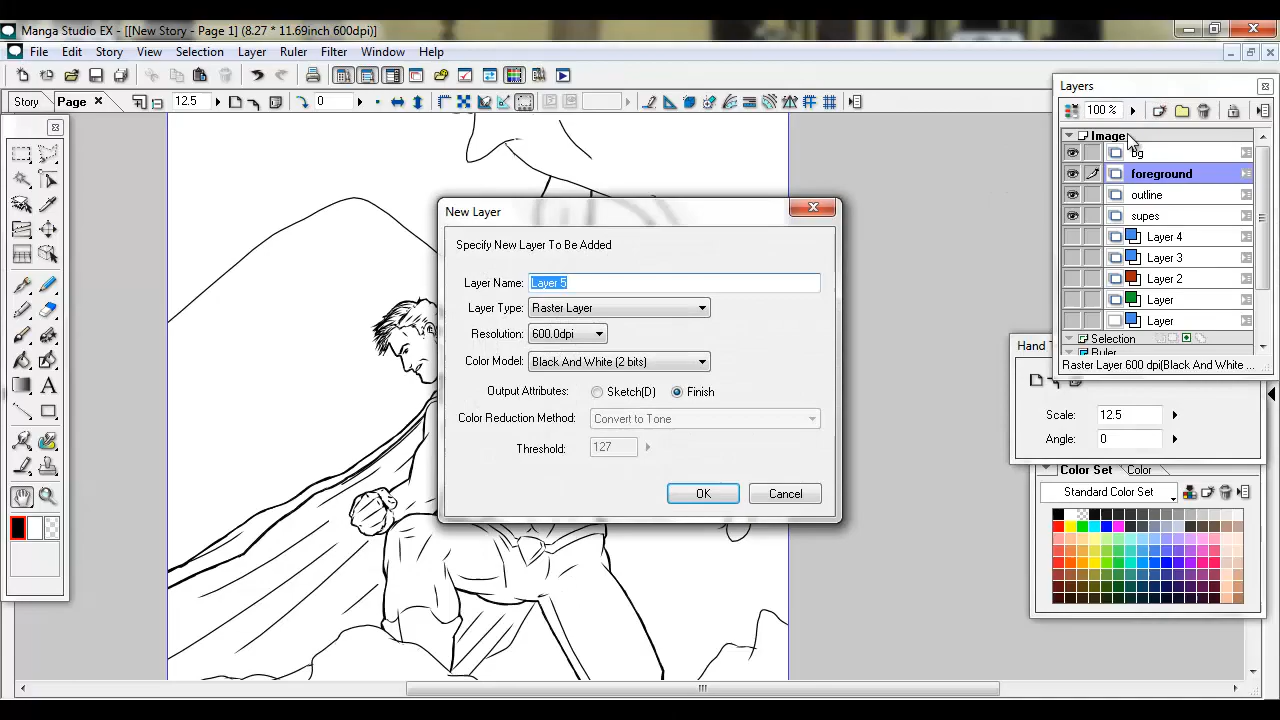 Manga Studio EX - [[New Story - Page 1] (8.27 * 11.69inch 600dpi)]
File Edit Story View Selection Layer Ruler Filter Window Help
Story Page 12.5 0
Layers
100 %
Image
bg
foreground
outline
supes
Layer 4
Layer 3
Layer 2
Layer
Layer
Selection
Ruler
Raster Layer 600 dpi(Black And White ...
New Layer
Specify New Layer To Be Added
Layer Name: Layer 5
Layer Type: Raster Layer
Resolution: 600.0dpi
Color Model: Black And White (2 bits)
Output Attributes: Sketch(D) Finish
Color Reduction Method: Convert to Tone
Threshold: 127
OK Cancel
Hand T
Scale: 12.5
Angle: 0
Color Set Color
Standard Color Set
A